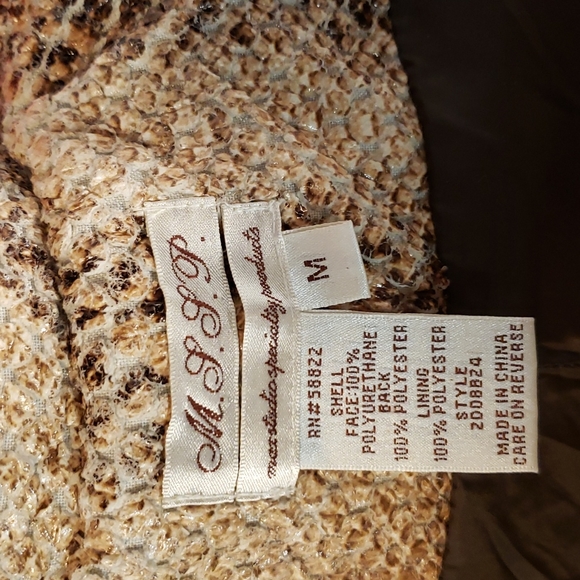 M.S.S.P.
max studio specialty products
M
RN#58822
SHELL
FACE:100%
POLYURETHANE
BACK
100% POLYESTER
LINING
100% POLYESTER
STYLE
2DDBB24
MADE IN CHINA
CARE ON REVERSE